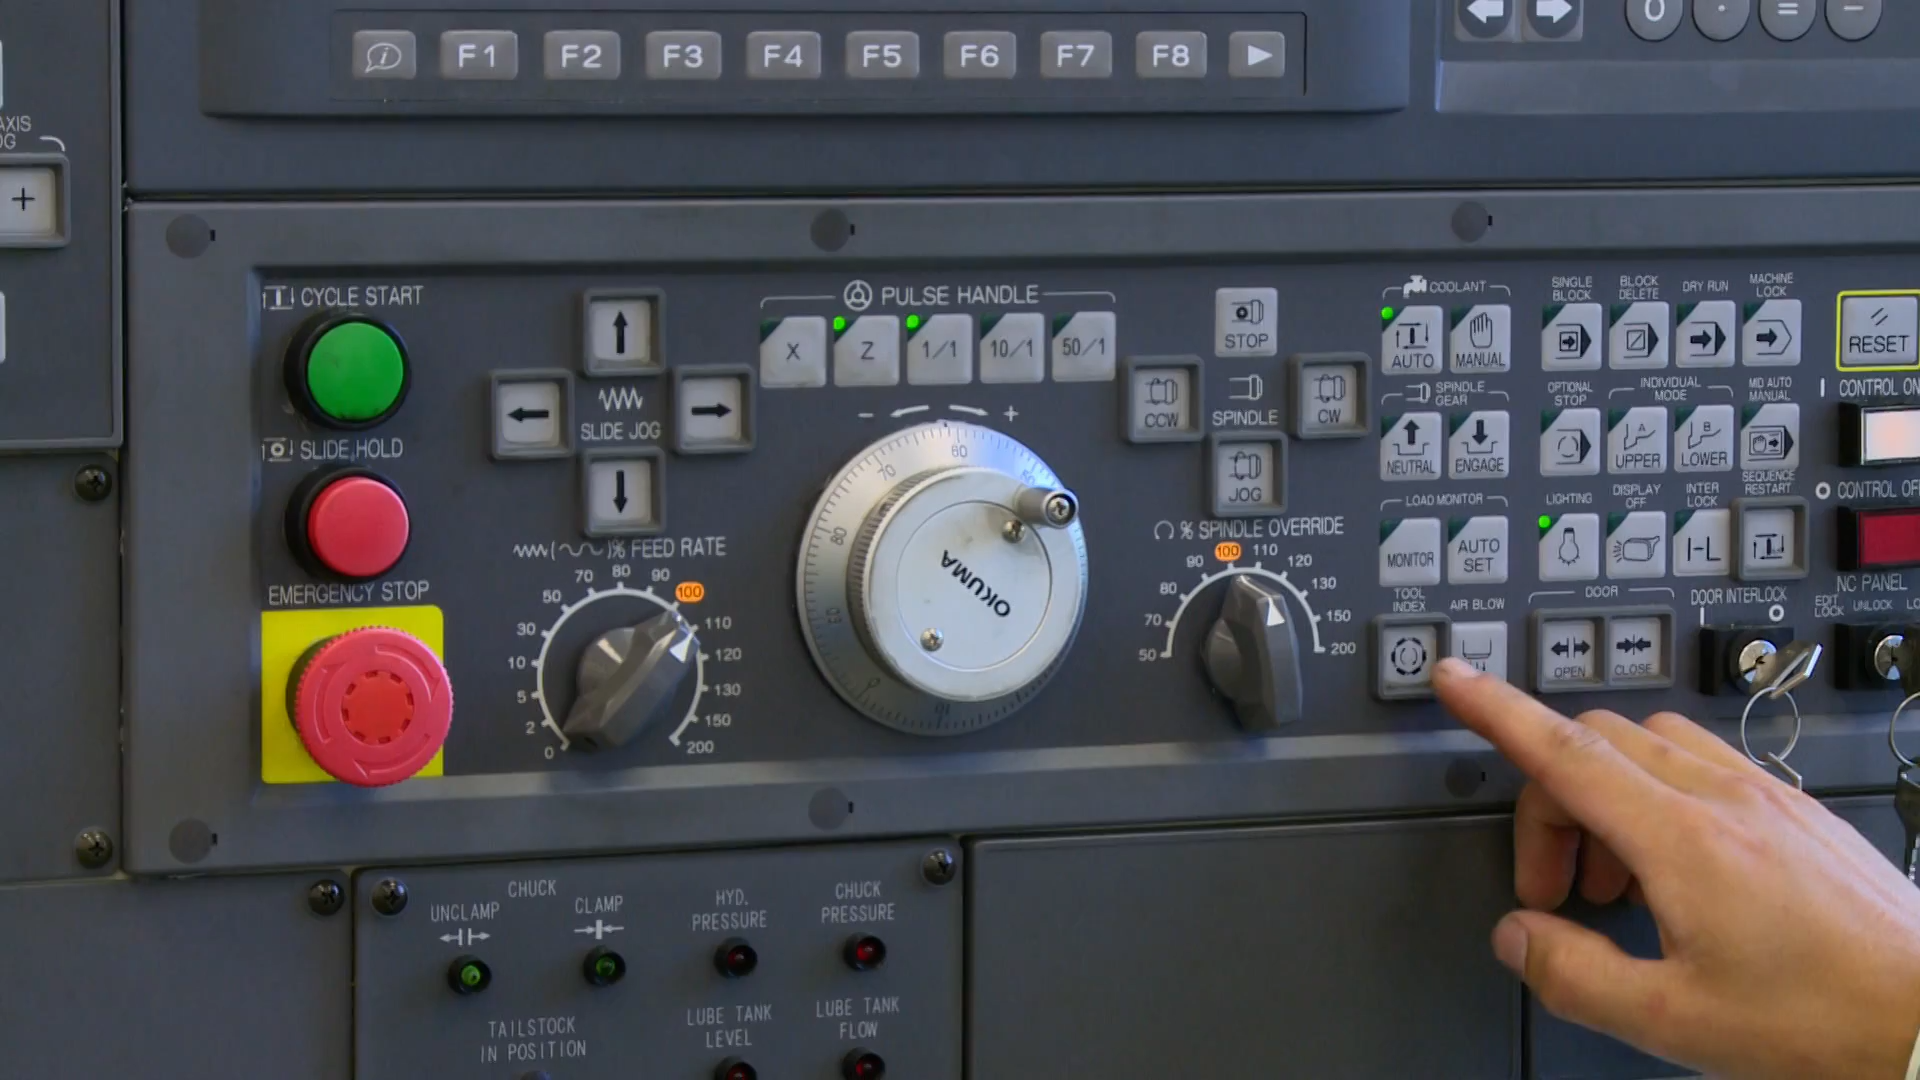 F1 F2 F3 F4 F5 F6 F7 F8
0 · = −
AXIS
+
CYCLE START
SLIDE HOLD
EMERGENCY STOP
SLIDE JOG
% FEED RATE
0 2 5 10 30 50 70 80 90 100 110 120 130 150 200
PULSE HANDLE
X Z 1/1 10/1 50/1
− +
60 70 80
10
OKUMA
STOP
CCW
SPINDLE
CW
JOG
% SPINDLE OVERRIDE
50 70 80 90 100 110 120 130 150 200
COOLANT
AUTO MANUAL
SPINDLE
GEAR
NEUTRAL ENGAGE
LOAD MONITOR
MONITOR
AUTO
SET
TOOL
INDEX
AIR BLOW
SINGLE
BLOCK
BLOCK
DELETE
DRY RUN
MACHINE
LOCK
OPTIONAL
STOP
INDIVIDUAL
MODE
A
UPPER
B
LOWER
MID AUTO
MANUAL
LIGHTING
DISPLAY
OFF
INTER
LOCK
I-L
SEQUENCE
RESTART
DOOR
OPEN CLOSE
DOOR INTERLOCK
RESET
CONTROL ON
CONTROL OFF
NC PANEL
EDIT
LOCK
UNLOCK
CHUCK
UNCLAMP
CLAMP
HYD.
PRESSURE
CHUCK
PRESSURE
TAILSTOCK
IN POSITION
LUBE TANK
LEVEL
LUBE TANK
FLOW